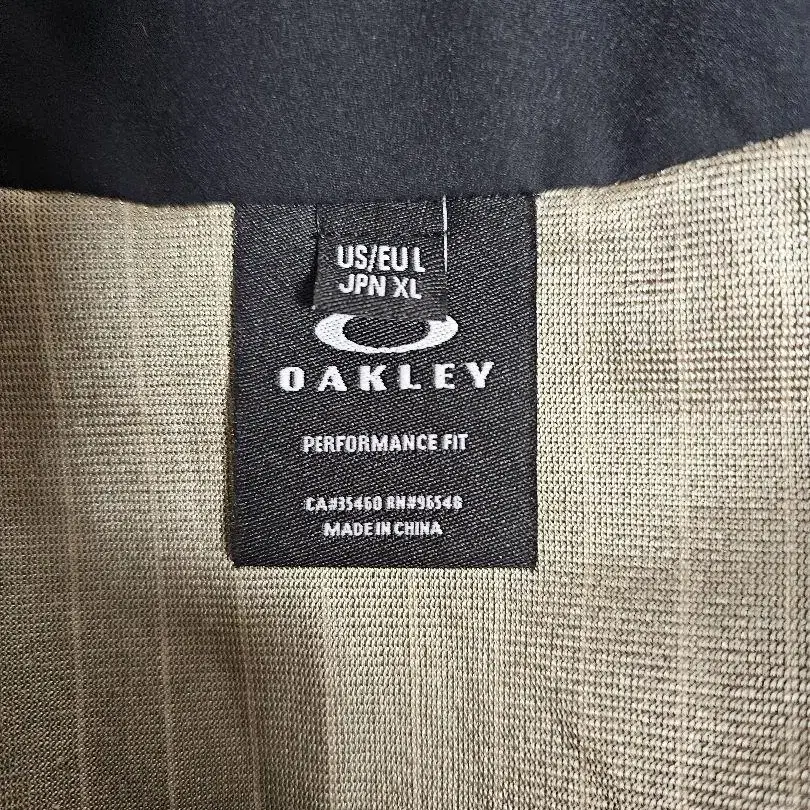 US/EU L
JPN XL
OAKLEY
PERFORMANCE FIT
CA#35460 RN#96548
MADE IN CHINA